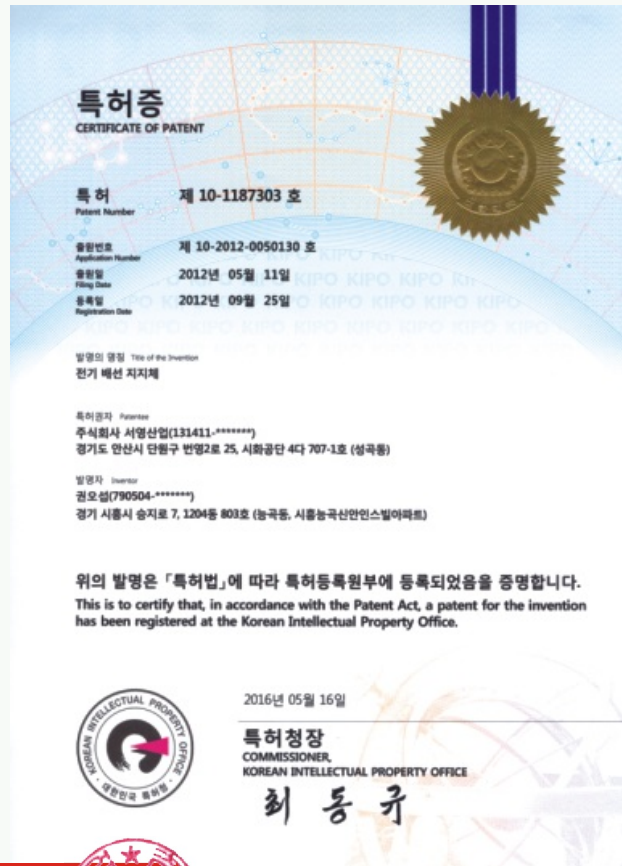 특허증
CERTIFICATE OF PATENT
특 허 제 10-1187303 호
Patent Number
출원번호 제 10-2012-0050130 호
Application Number
출원일 2012년 05월 11일
Filing Date
등록일 2012년 09월 25일
Registration Date
발명의 명칭 Title of the Invention
전기 배선 지지체
특허권자 Patentee
주식회사 서영산업(131411-*******)
경기도 안산시 단원구 번영2로 25, 시화공단 4다 707-1호 (성곡동)
발명자 Inventor
권오섭(790504-*******)
경기 시흥시 승지로 7, 1204동 803호 (능곡동, 시흥능곡신안인스빌아파트)
위의 발명은 「특허법」에 따라 특허등록원부에 등록되었음을 증명합니다.
This is to certify that, in accordance with the Patent Act, a patent for the invention
has been registered at the Korean Intellectual Property Office.
2016년 05월 16일
특허청장
COMMISSIONER,
KOREAN INTELLECTUAL PROPERTY OFFICE
최동규
KOREAN INTELLECTUAL PROPERTY OFFICE
대한민국 특허청
KIPO KIPO KIPO KIPO KIPO